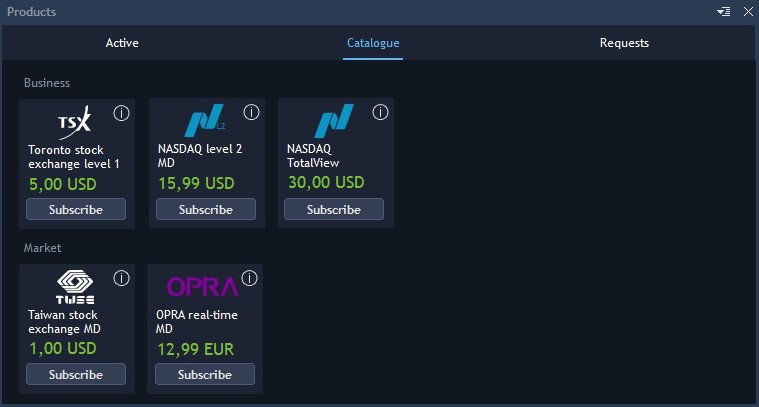 Products
Active
Catalogue
Requests
Business
TSX
Toronto stock
exchange level 1
5,00 USD
Subscribe
L2
NASDAQ level 2
MD
15,99 USD
Subscribe
NASDAQ
TotalView
30,00 USD
Subscribe
Market
TWSE
Taiwan stock
exchange MD
1,00 USD
Subscribe
OPRA
OPRA real-time
MD
12,99 EUR
Subscribe